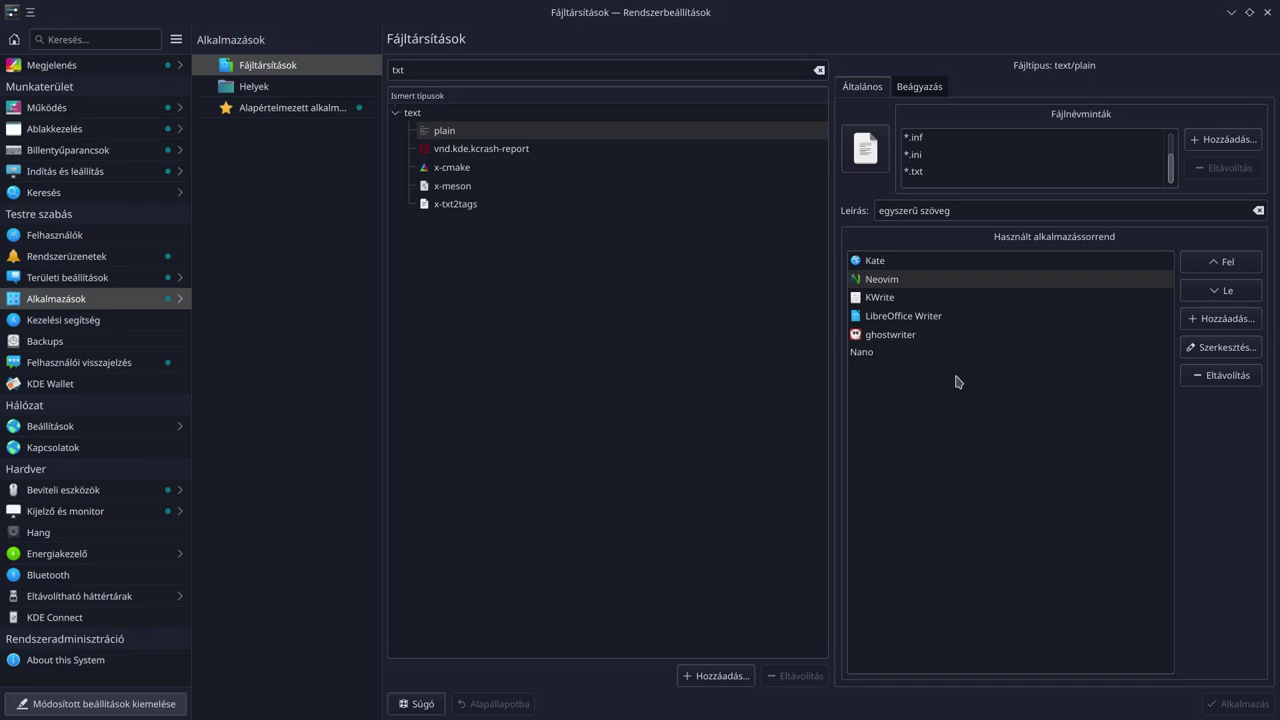 Fájltársítások — Rendszerbeállítások
Keresés...
Megjelenés
Munkaterület
Működés
Ablakkezelés
Billentyűparancsok
Indítás és leállítás
Keresés
Testre szabás
Felhasználók
Rendszerüzenetek
Területi beállítások
Alkalmazások
Kezelési segítség
Backups
Felhasználói visszajelzés
KDE Wallet
Hálózat
Beállítások
Kapcsolatok
Hardver
Beviteli eszközök
Kijelző és monitor
Hang
Energiakezelő
Bluetooth
Eltávolítható háttértárak
KDE Connect
Rendszeradminisztráció
About this System
Módosított beállítások kiemelése
Alkalmazások
Fájltársítások
Helyek
Alapértelmezett alkalm...
Fájltársítások
txt
Ismert típusok
text
plain
vnd.kde.kcrash-report
x-cmake
x-meson
x-txt2tags
Hozzáadás...
Eltávolítás
Súgó
Alapállapotba
Fájltípus: text/plain
Általános
Beágyazás
Fájlnévminták
*.inf
*.ini
*.txt
Hozzáadás...
Eltávolítás
Leírás: egyszerű szöveg
Használt alkalmazássorrend
Kate
Neovim
KWrite
LibreOffice Writer
ghostwriter
Nano
Fel
Le
Hozzáadás...
Szerkesztés...
Eltávolítás
Alkalmazás